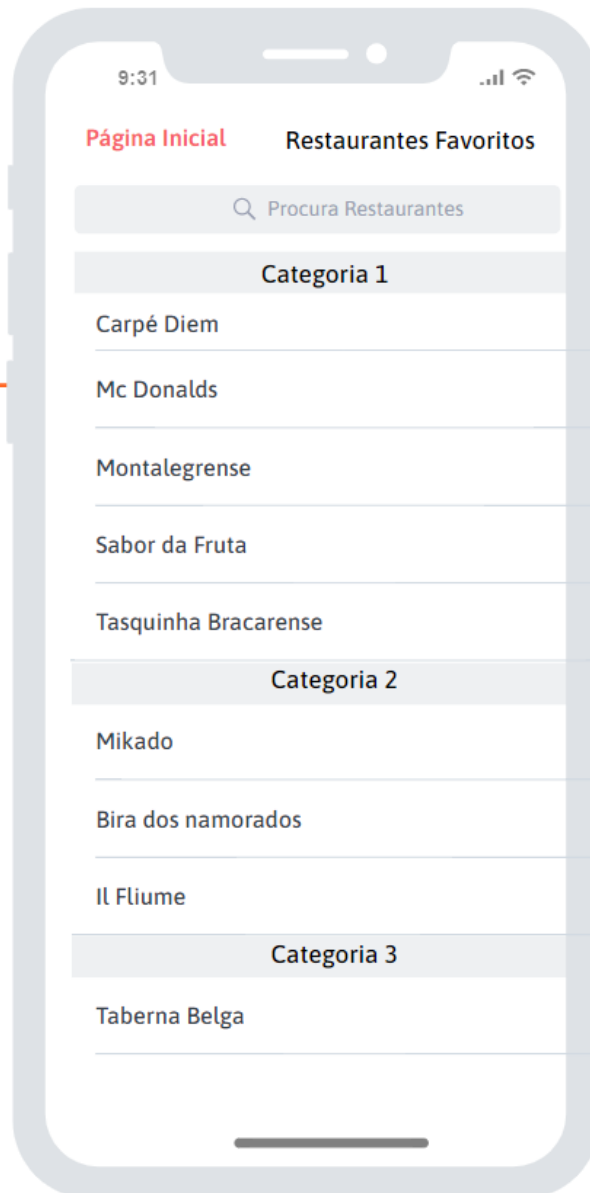 9:31
Página Inicial Restaurantes Favoritos
Procura Restaurantes
Categoria 1
Carpé Diem
Mc Donalds
Montalegrense
Sabor da Fruta
Tasquinha Bracarense
Categoria 2
Mikado
Bira dos namorados
Il Fliume
Categoria 3
Taberna Belga